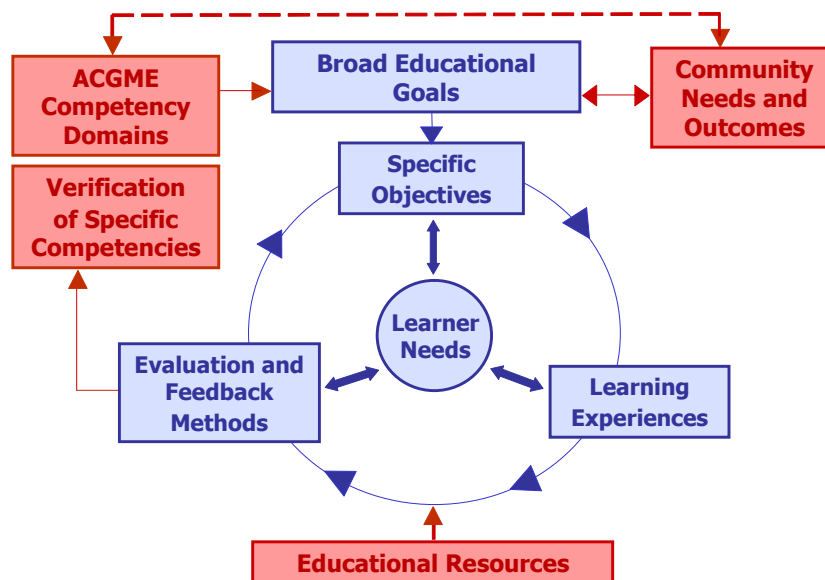 ACGME
Competency
Domains
Broad Educational
Goals
Community
Needs and
Outcomes
Verification
of Specific
Competencies
Specific
Objectives
Learner
Needs
Evaluation and
Feedback
Methods
Learning
Experiences
Educational Resources